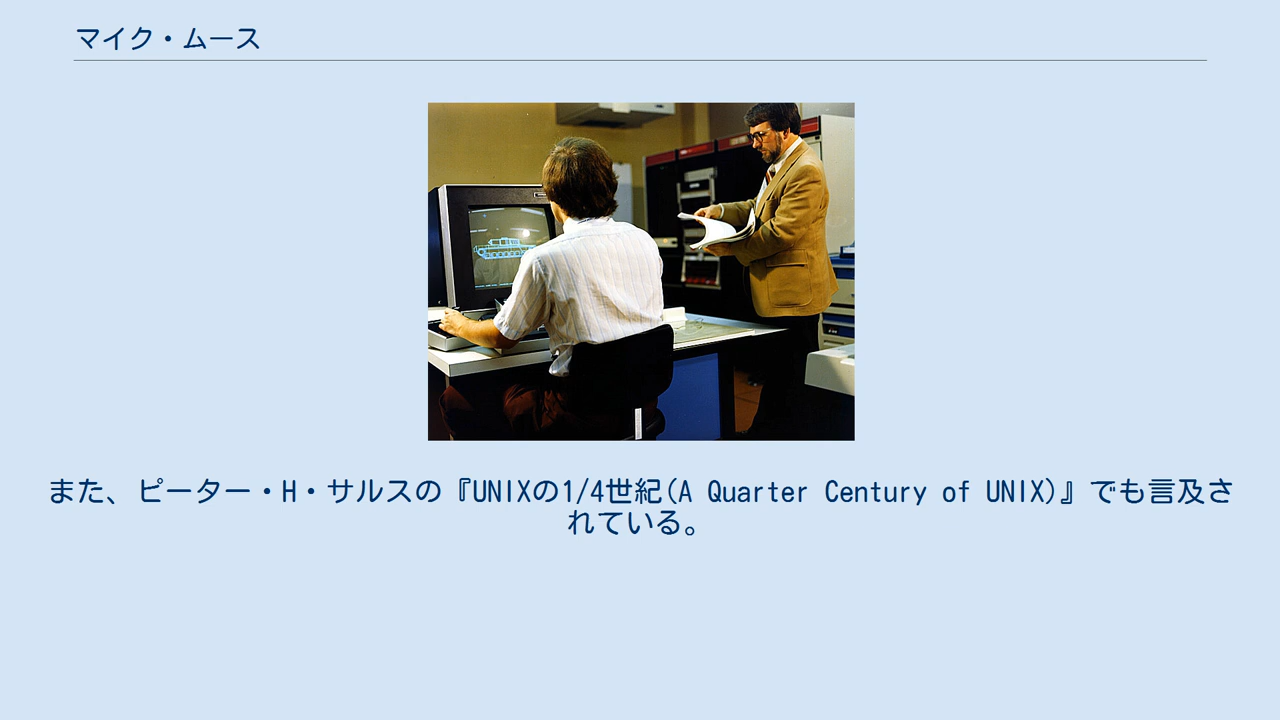 マイク・ムース
また、ピーター・H・サルスの『UNIXの1/4世紀(A Quarter Century of UNIX)』でも言及さ
れている。